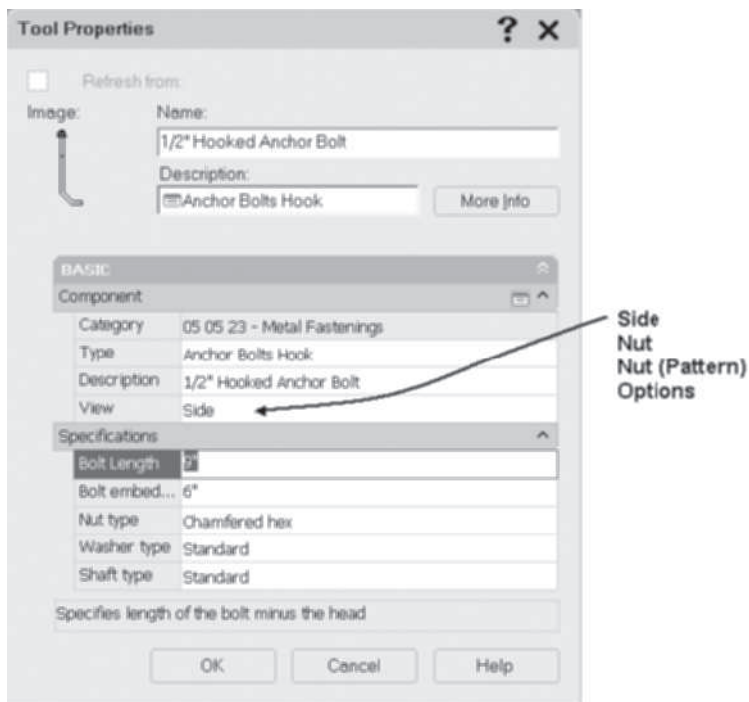 Tool Properties
Refresh from:
Image:
Name:
1/2" Hooked Anchor Bolt
Description:
Anchor Bolts Hook
More Info
BASIC
Component
Category 05 05 23 - Metal Fastenings
Type Anchor Bolts Hook
Description 1/2" Hooked Anchor Bolt
View Side
Specifications
Bolt Length
Bolt embed... 6"
Nut type Chamfered hex
Washer type Standard
Shaft type Standard
Specifies length of the bolt minus the head
OK Cancel Help
Side
Nut
Nut (Pattern)
Options